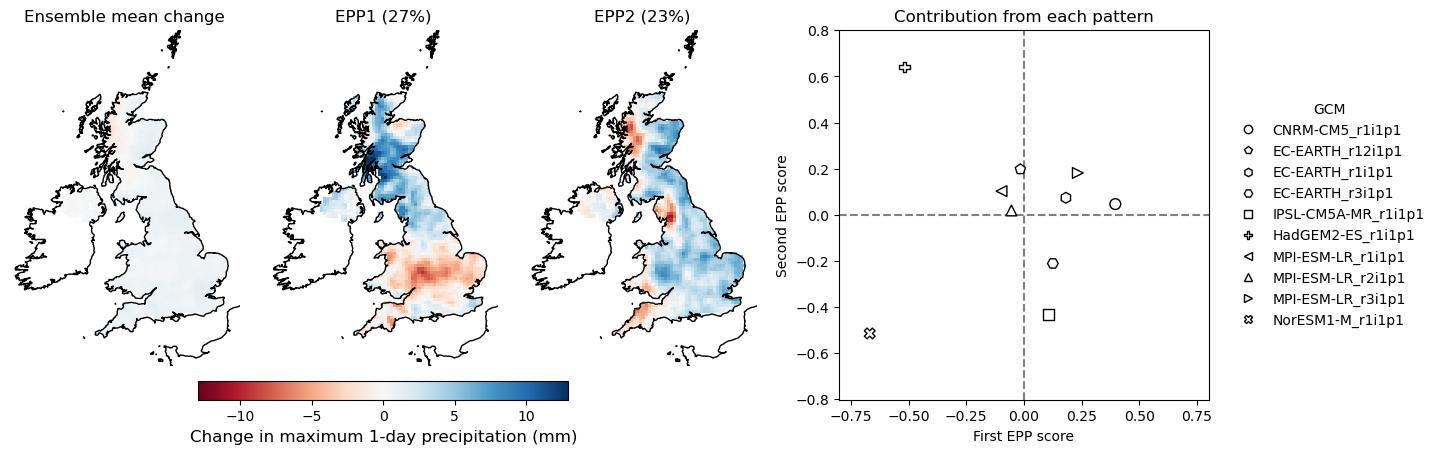 Ensemble mean change
EPP1 (27%)
EPP2 (23%)
−10
−5
0
5
10
Change in maximum 1-day precipitation (mm)
Contribution from each pattern
0.8
0.6
0.4
0.2
0.0
−0.2
−0.4
−0.6
−0.8
Second EPP score
−0.75
−0.50
−0.25
0.00
0.25
0.50
0.75
First EPP score
GCM
CNRM-CM5_r1i1p1
EC-EARTH_r12i1p1
EC-EARTH_r1i1p1
EC-EARTH_r3i1p1
IPSL-CM5A-MR_r1i1p1
HadGEM2-ES_r1i1p1
MPI-ESM-LR_r1i1p1
MPI-ESM-LR_r2i1p1
MPI-ESM-LR_r3i1p1
NorESM1-M_r1i1p1